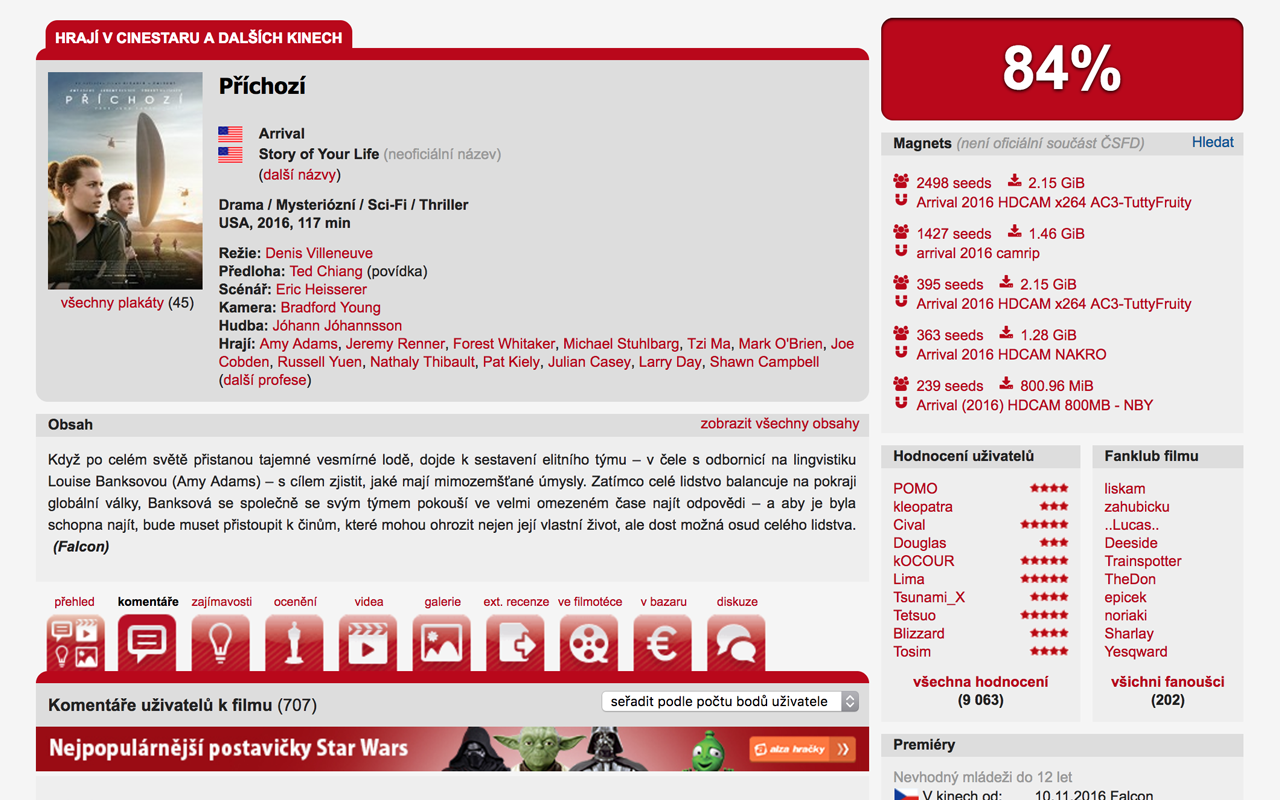 HRAJÍ V CINESTARU A DALŠÍCH KINECH
PŘÍCHOZÍ
všechny plakáty (45)
Příchozí
Arrival
Story of Your Life (neoficiální název)
(další názvy)
Drama / Mysteriózní / Sci-Fi / Thriller
USA, 2016, 117 min
Režie: Denis Villeneuve
Předloha: Ted Chiang (povídka)
Scénář: Eric Heisserer
Kamera: Bradford Young
Hudba: Jóhann Jóhannsson
Hrají: Amy Adams, Jeremy Renner, Forest Whitaker, Michael Stuhlbarg, Tzi Ma, Mark O'Brien, Joe
Cobden, Russell Yuen, Nathaly Thibault, Pat Kiely, Julian Casey, Larry Day, Shawn Campbell
(další profese)
Obsah
zobrazit všechny obsahy
Když po celém světě přistanou tajemné vesmírné lodě, dojde k sestavení elitního týmu – v čele s odbornicí na lingvistiku
Louise Banksovou (Amy Adams) – s cílem zjistit, jaké mají mimozemšťané úmysly. Zatímco celé lidstvo balancuje na pokraji
globální války, Banksová se společně se svým týmem pokouší ve velmi omezeném čase najít odpovědi – a aby je byla
schopna najít, bude muset přistoupit k činům, které mohou ohrozit nejen její vlastní život, ale dost možná osud celého lidstva.
(Falcon)
přehled komentáře zajímavosti ocenění videa galerie ext. recenze ve filmotéce v bazaru diskuze
Komentáře uživatelů k filmu (707)
seřadit podle počtu bodů uživatele
Nejpopulárnější postavičky Star Wars
alza hračky
84%
Magnets (není oficiální součást ČSFD)
Hledat
2498 seeds 2.15 GiB
Arrival 2016 HDCAM x264 AC3-TuttyFruity
1427 seeds 1.46 GiB
arrival 2016 camrip
395 seeds 2.15 GiB
Arrival 2016 HDCAM x264 AC3-TuttyFruity
363 seeds 1.28 GiB
Arrival 2016 HDCAM NAKRO
239 seeds 800.96 MiB
Arrival (2016) HDCAM 800MB - NBY
Hodnocení uživatelů
POMO
kleopatra
Cival
Douglas
kOCOUR
Lima
Tsunami_X
Tetsuo
Blizzard
Tosim
všechna hodnocení
(9 063)
Fanklub filmu
liskam
zahubicku
..Lucas..
Deeside
Trainspotter
TheDon
epicek
noriaki
Sharlay
Yesqward
všichni fanoušci
(202)
Premiéry
Nevhodný mládeži do 12 let
V kinech od: 10.11.2016 Falcon